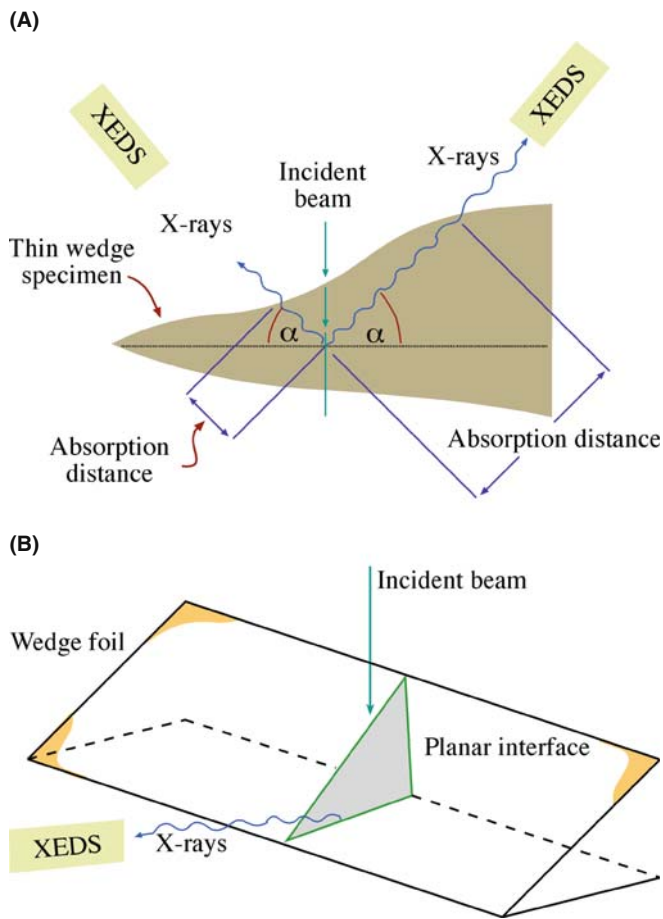 (A)
XEDS
XEDS
X-rays
Incident
beam
X-rays
Thin wedge
specimen
α
α
Absorption
distance
Absorption distance
(B)
Incident beam
Wedge foil
Planar interface
XEDS
X-rays